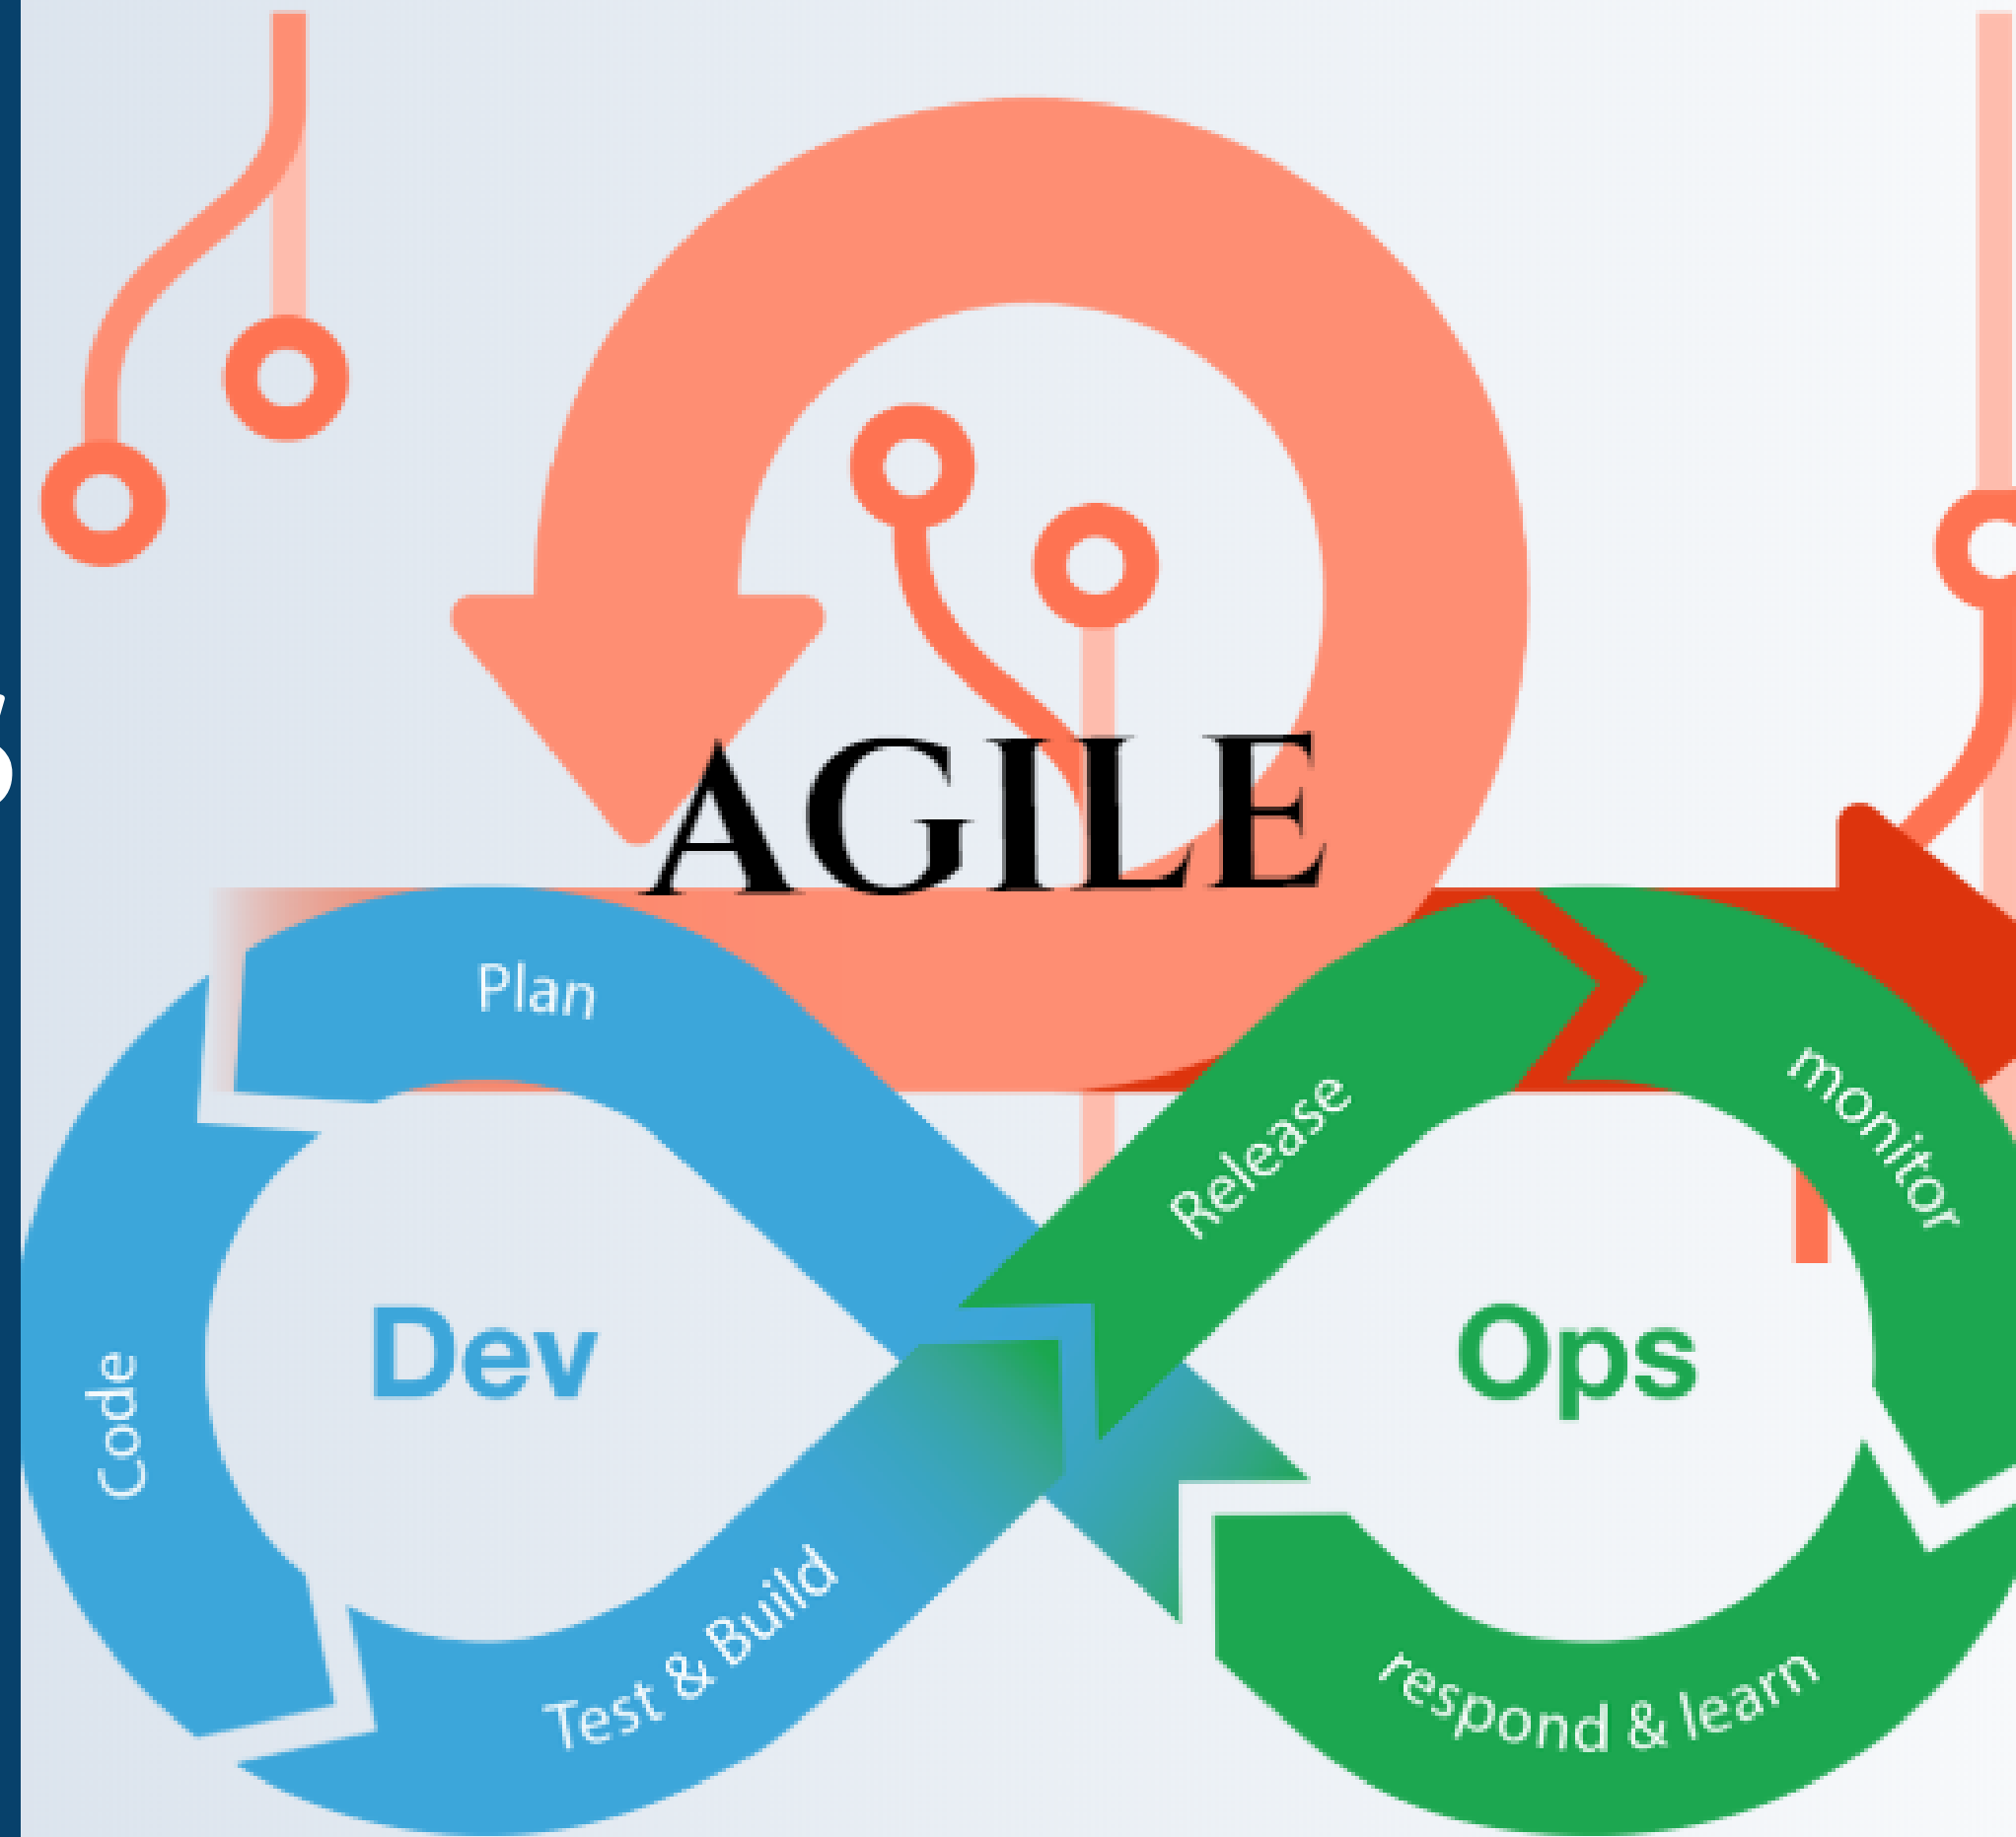 AGILE
Plan
Release
monitor
Dev
Ops
Code
Test & Build
respond & learn